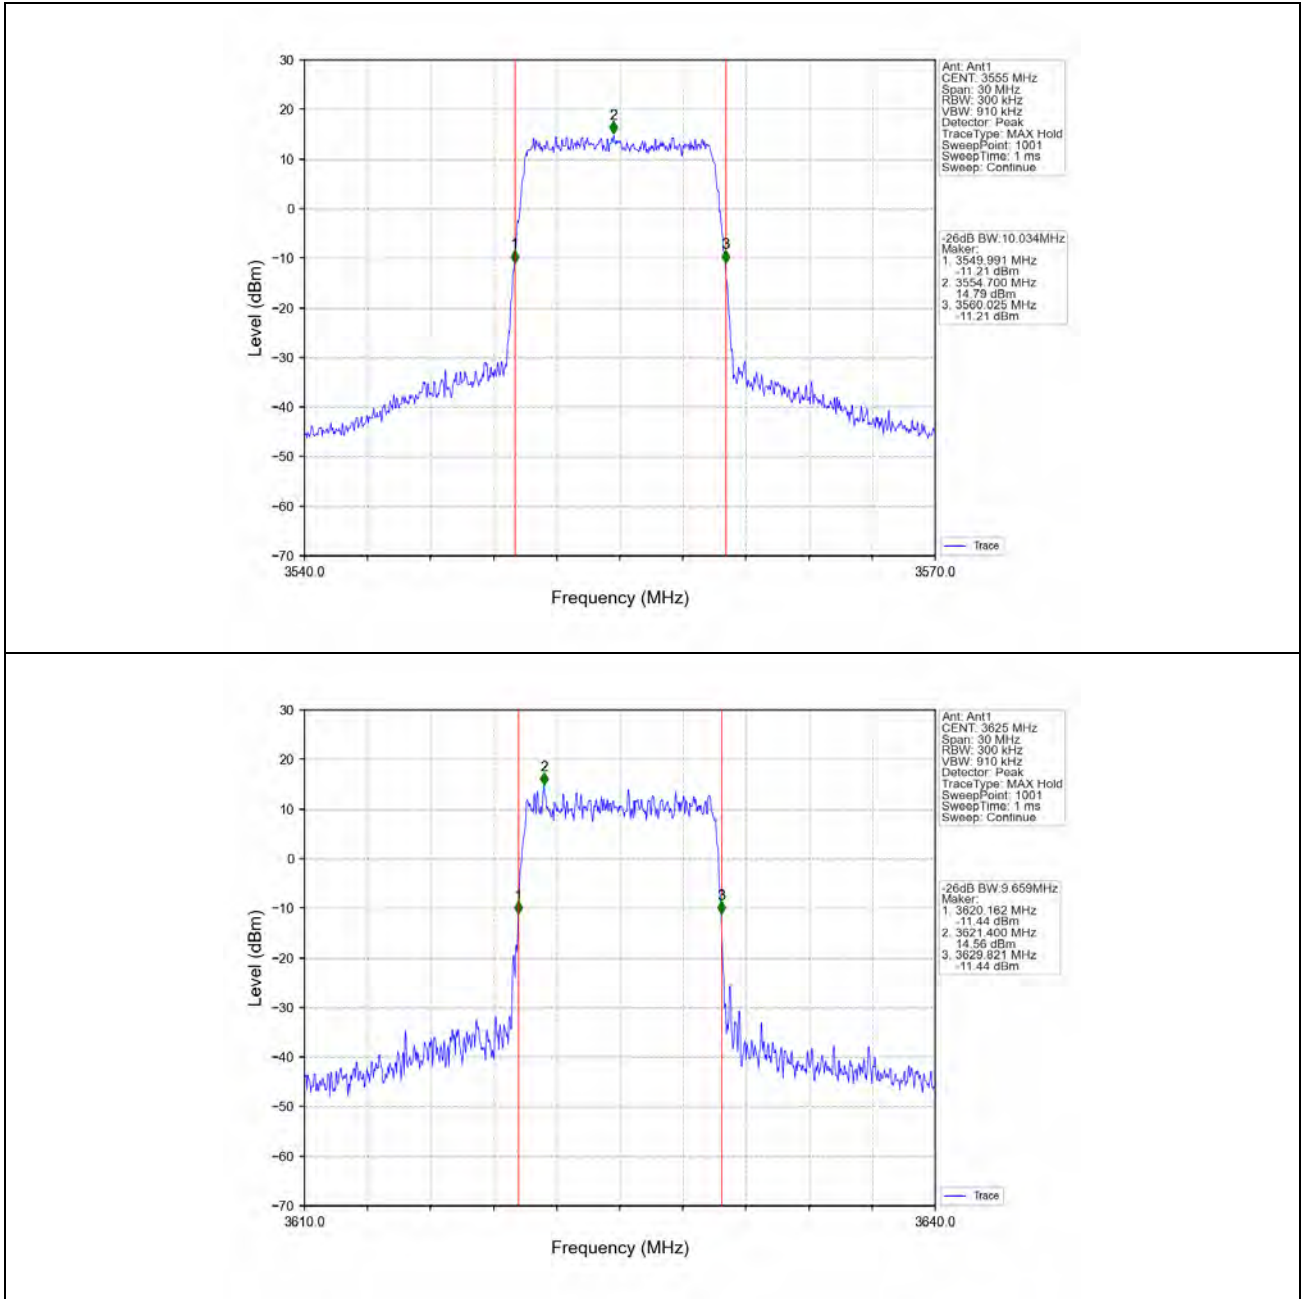 30
20
10
0
−10
−20
−30
−40
−50
−60
−70
Level (dBm)
2
1
3
3540.0
3570.0
Frequency (MHz)
Ant: Ant1
CENT: 3555 MHz
Span: 30 MHz
RBW: 300 kHz
VBW: 910 kHz
Detector: Peak
TraceType: MAX Hold
SweepPoint: 1001
SweepTime: 1 ms
Sweep: Continue
-26dB BW:10.034MHz
Maker:
1. 3549.991 MHz
-11.21 dBm
2. 3554.700 MHz
14.79 dBm
3. 3560.025 MHz
-11.21 dBm
Trace
30
20
10
0
−10
−20
−30
−40
−50
−60
−70
Level (dBm)
2
1
3
3610.0
3640.0
Frequency (MHz)
Ant: Ant1
CENT: 3625 MHz
Span: 30 MHz
RBW: 300 kHz
VBW: 910 kHz
Detector: Peak
TraceType: MAX Hold
SweepPoint: 1001
SweepTime: 1 ms
Sweep: Continue
-26dB BW:9.659MHz
Maker:
1. 3620.162 MHz
-11.44 dBm
2. 3621.400 MHz
14.56 dBm
3. 3629.821 MHz
-11.44 dBm
Trace